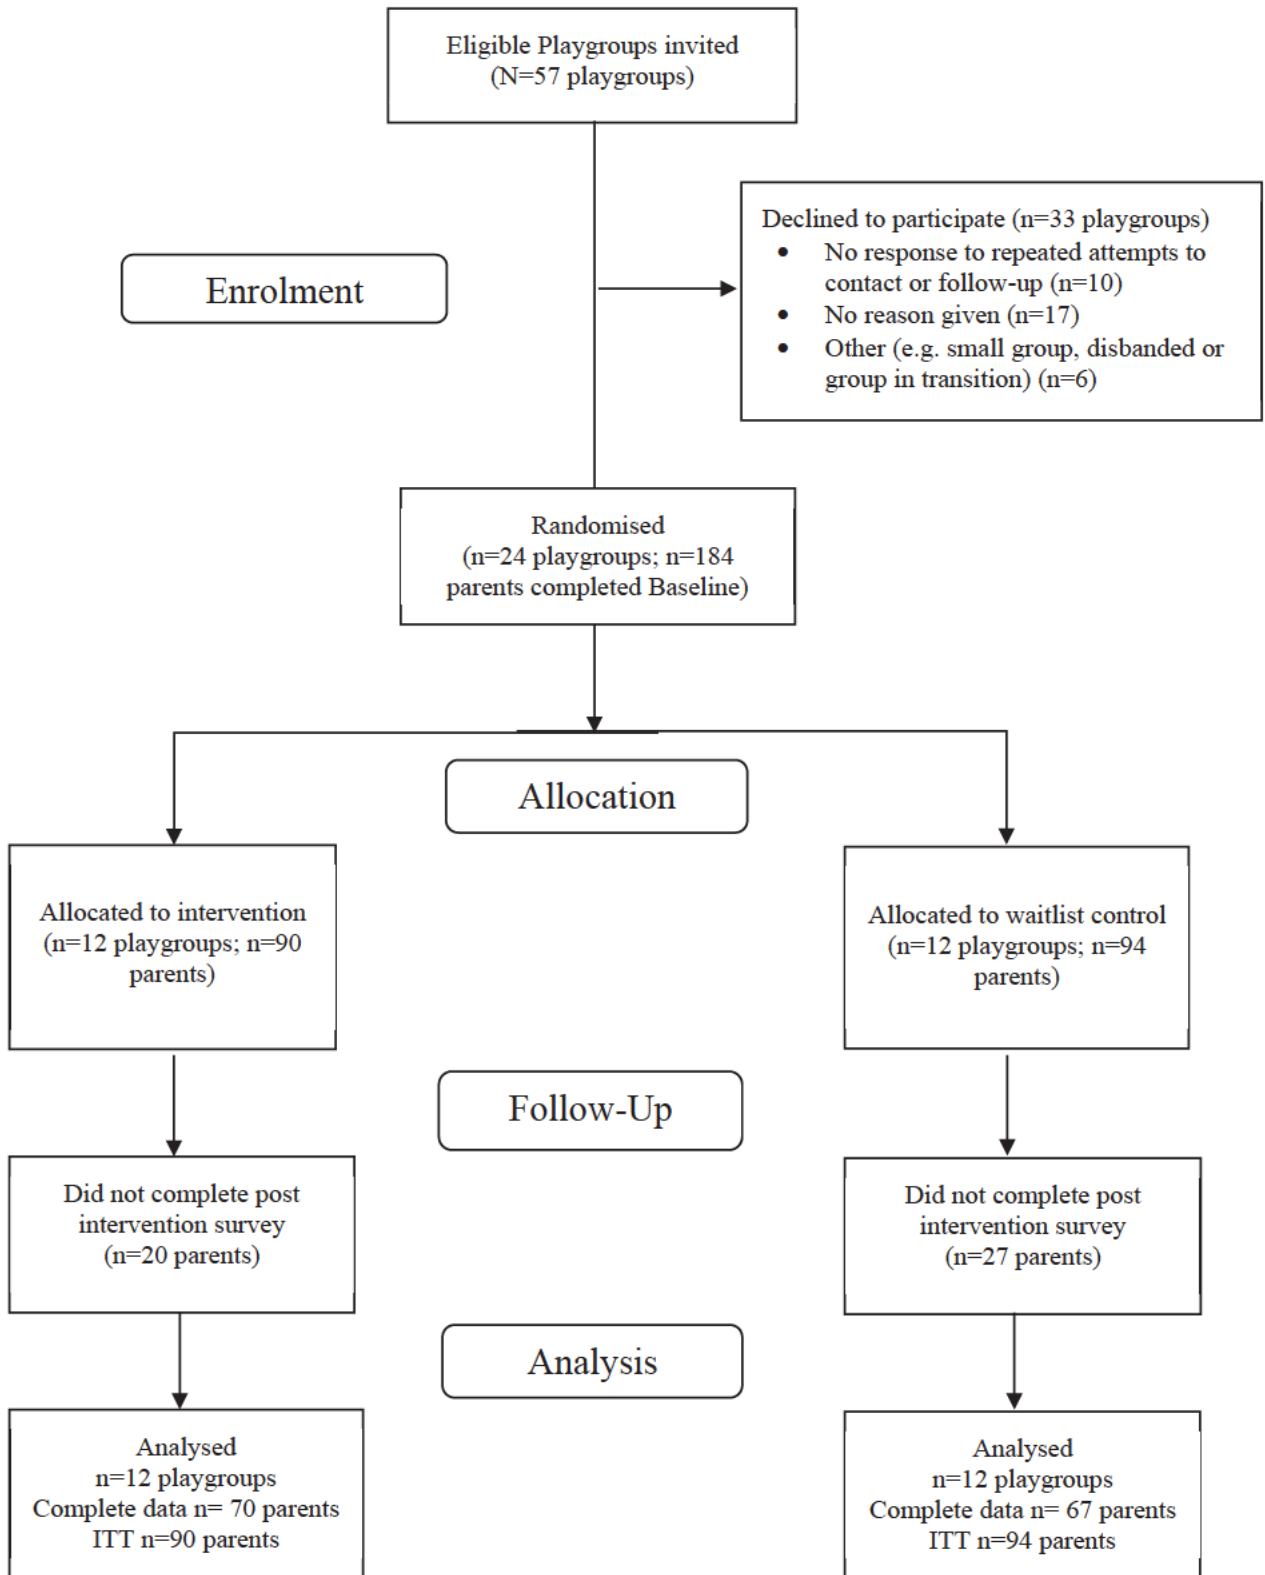 Eligible Playgroups invited
(N=57 playgroups)
Declined to participate (n=33 playgroups)
• No response to repeated attempts to
contact or follow-up (n=10)
• No reason given (n=17)
• Other (e.g. small group, disbanded or
group in transition) (n=6)
Enrolment
Randomised
(n=24 playgroups; n=184
parents completed Baseline)
Allocation
Allocated to intervention
(n=12 playgroups; n=90
parents)
Allocated to waitlist control
(n=12 playgroups; n=94
parents)
Follow-Up
Did not complete post
intervention survey
(n=20 parents)
Did not complete post
intervention survey
(n=27 parents)
Analysis
Analysed
n=12 playgroups
Complete data n= 70 parents
ITT n=90 parents
Analysed
n=12 playgroups
Complete data n= 67 parents
ITT n=94 parents